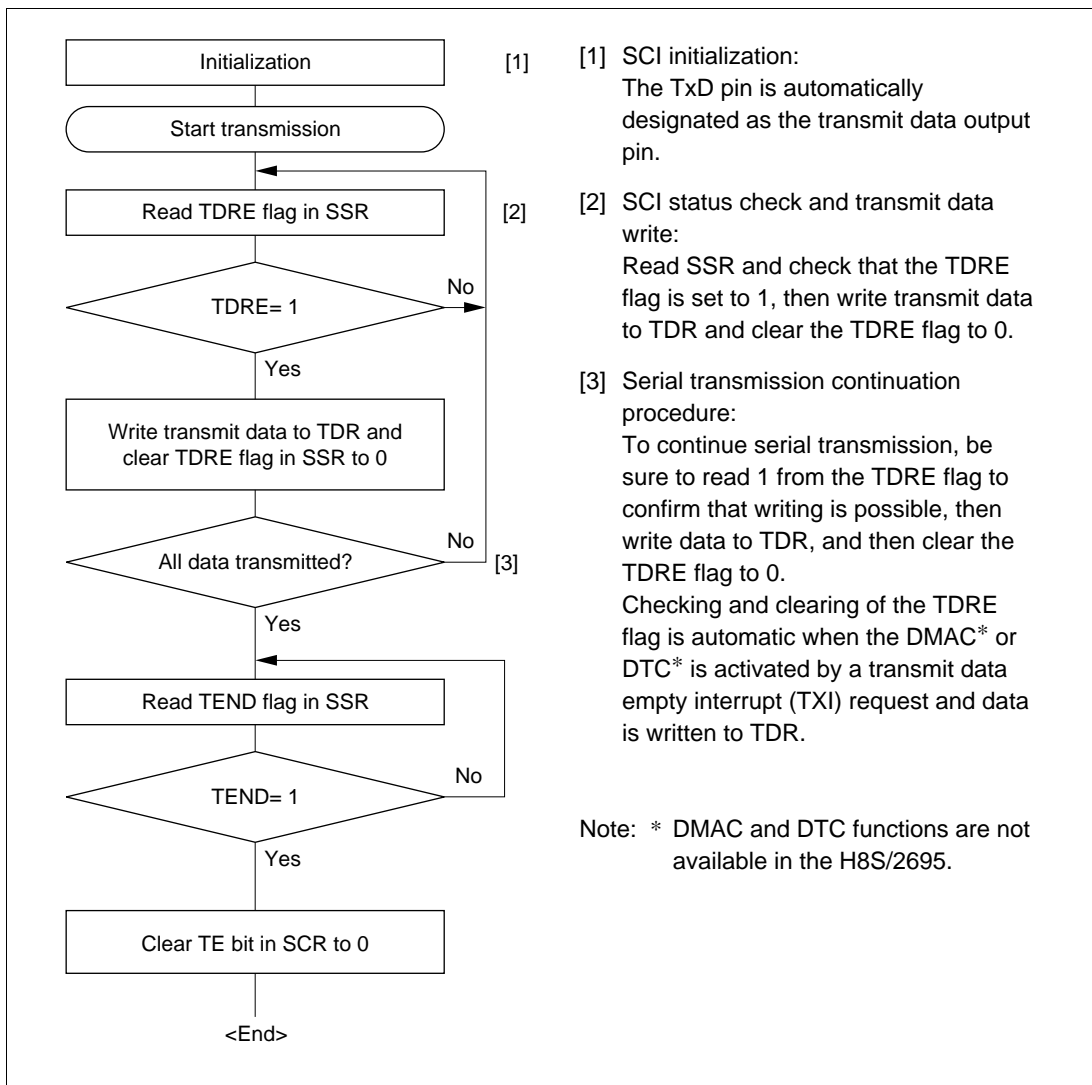 Initialization [1]
Start transmission
Read TDRE flag in SSR [2]
TDRE= 1
No
Yes
Write transmit data to TDR and
clear TDRE flag in SSR to 0
All data transmitted?
No
[3]
Yes
Read TEND flag in SSR
TEND= 1
No
Yes
Clear TE bit in SCR to 0
<End>
[1] SCI initialization:
The TxD pin is automatically
designated as the transmit data output
pin.
[2] SCI status check and transmit data
write:
Read SSR and check that the TDRE
flag is set to 1, then write transmit data
to TDR and clear the TDRE flag to 0.
[3] Serial transmission continuation
procedure:
To continue serial transmission, be
sure to read 1 from the TDRE flag to
confirm that writing is possible, then
write data to TDR, and then clear the
TDRE flag to 0.
Checking and clearing of the TDRE
flag is automatic when the DMAC* or
DTC* is activated by a transmit data
empty interrupt (TXI) request and data
is written to TDR.
Note: * DMAC and DTC functions are not
available in the H8S/2695.